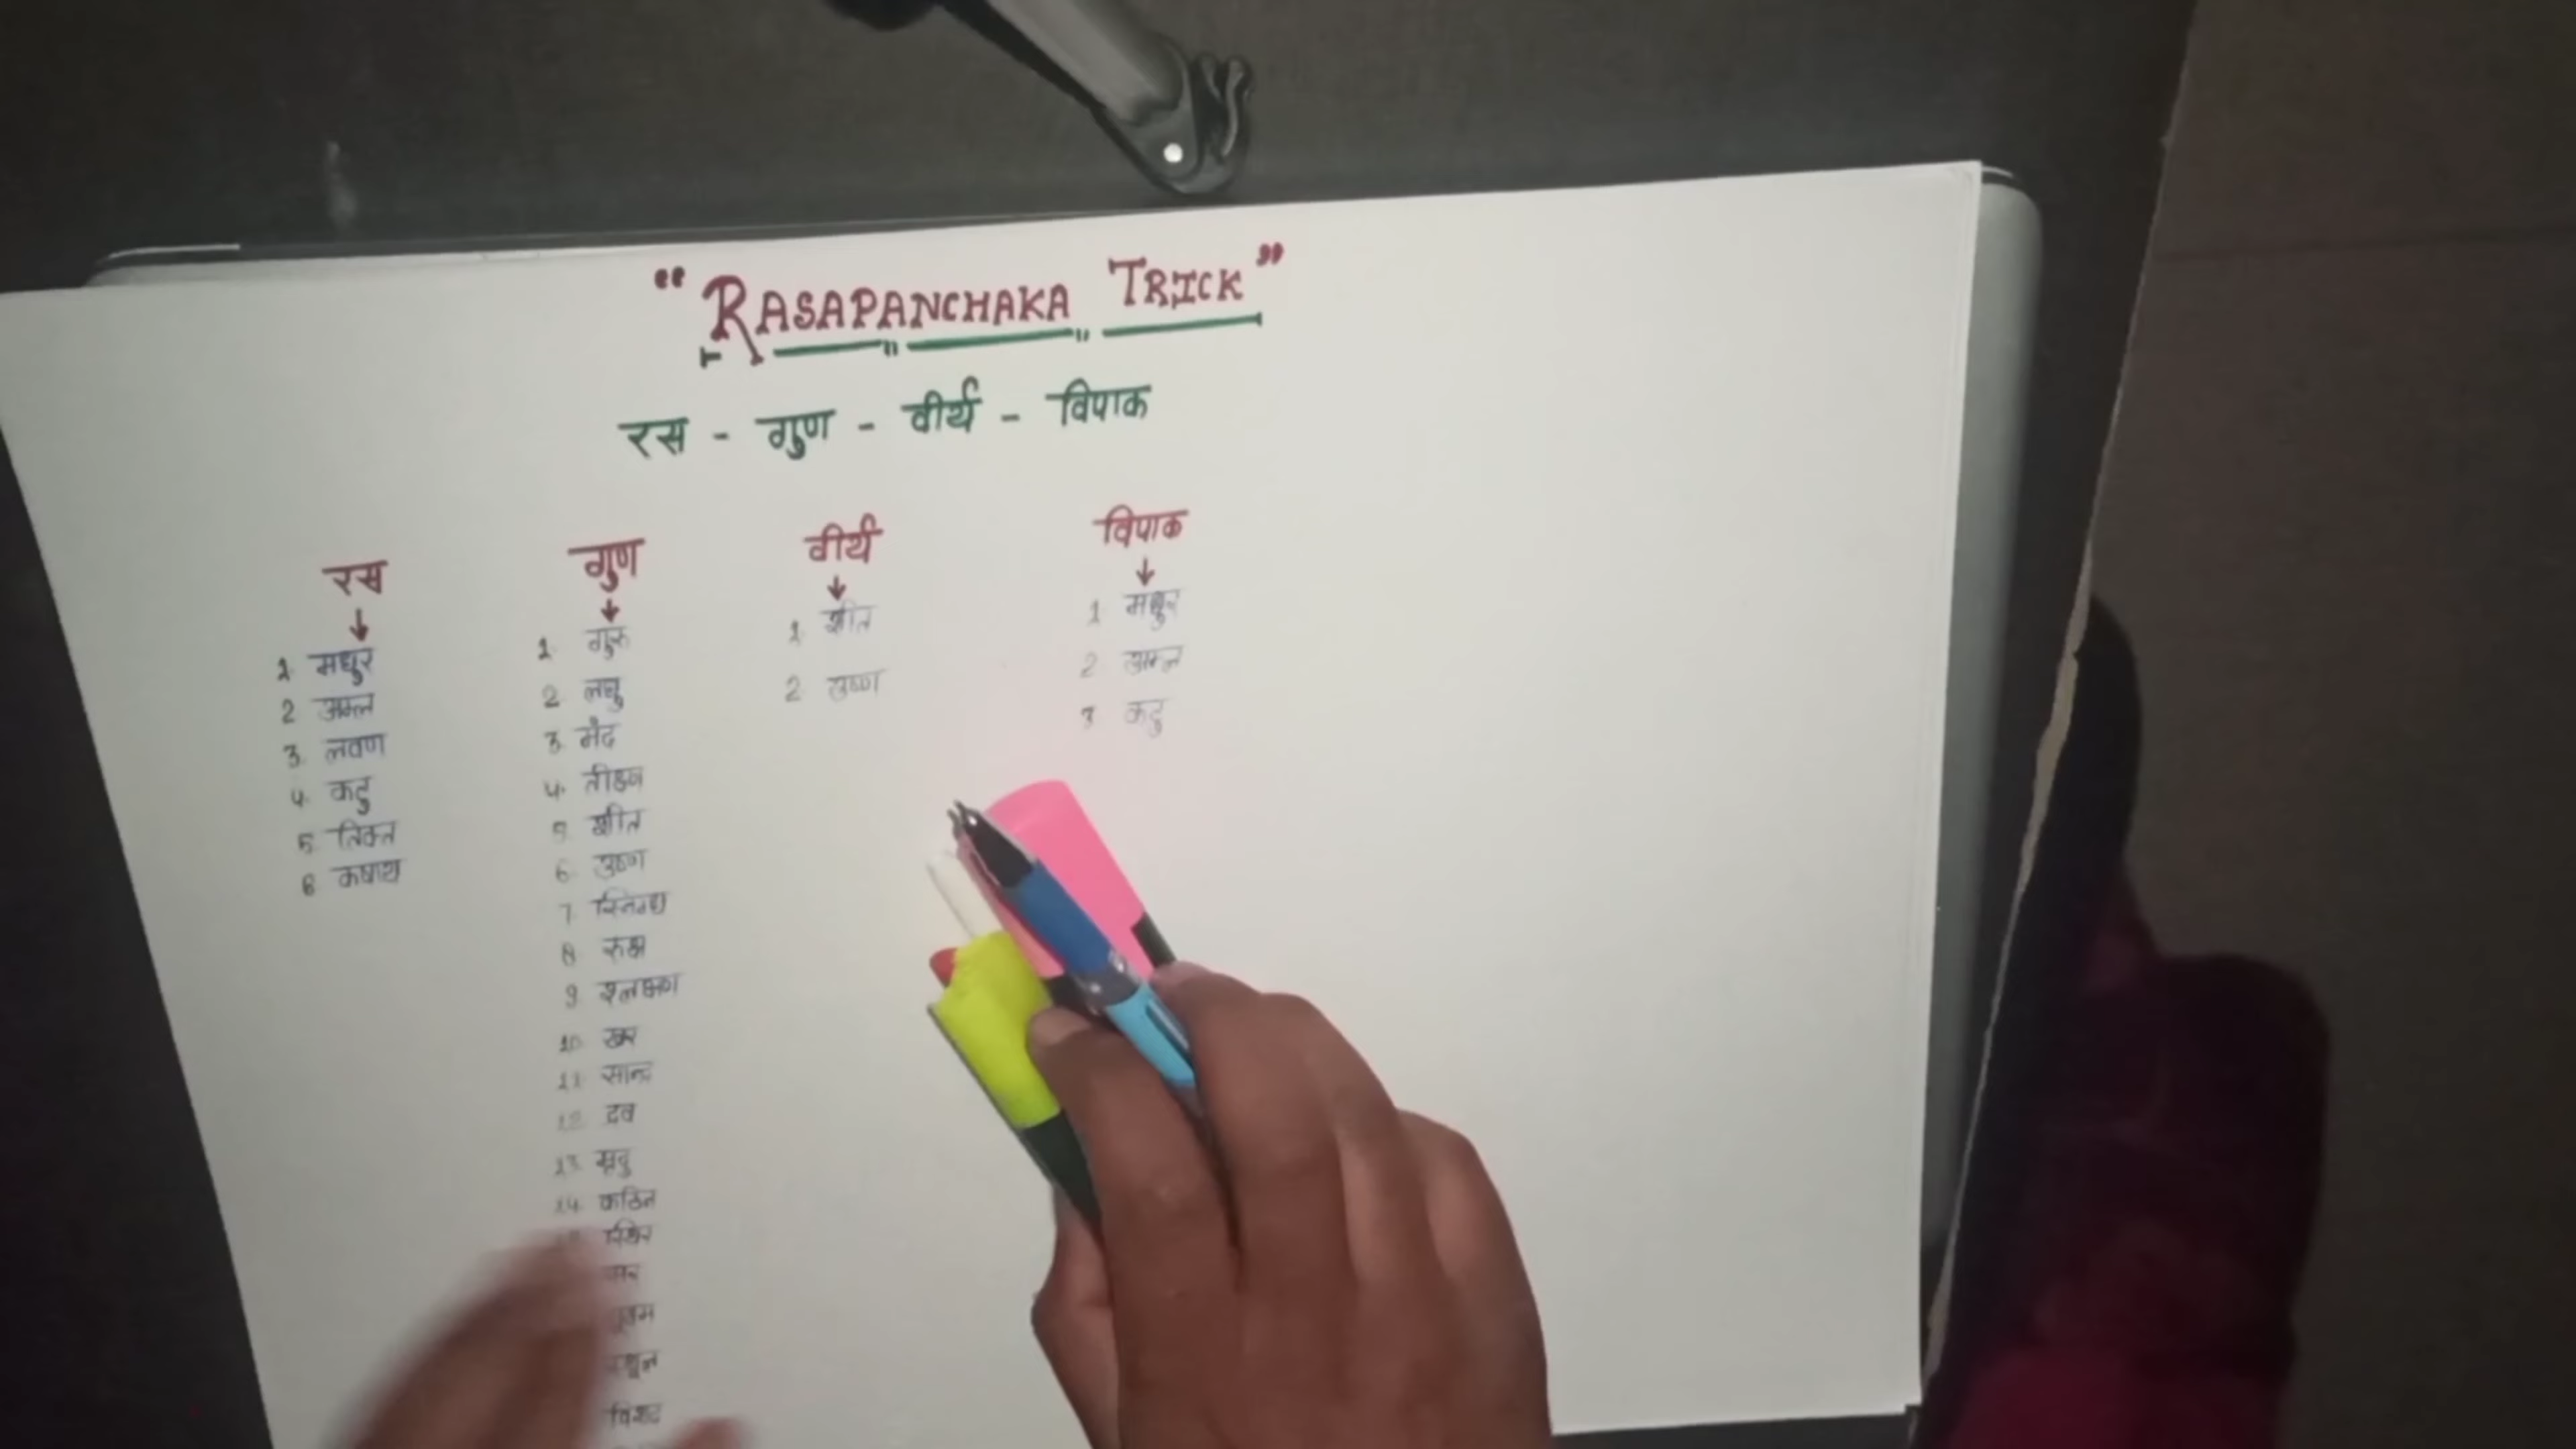 "RASAPANCHAKA TRICK"
रस - गुण - वीर्य - विपाक
रस
1. मधुर
2 अम्ल
3. लवण
4. कटु
5. तिक्त
6 कषाय
गुण
1. गुरु
2. लघु
3. मंद
4. तीक्ष्ण
5. शीत
6. उष्ण
7. स्निग्ध
8 रुक्ष
9. श्लक्ष्ण
10. खर
11. सान्द्र
12. द्रव
13. मृदु
14. कठिन
स्थिर
विशद
वीर्य
1. शीत
2 उष्ण
विपाक
1 मधुर
2 अम्ल
3 कटु